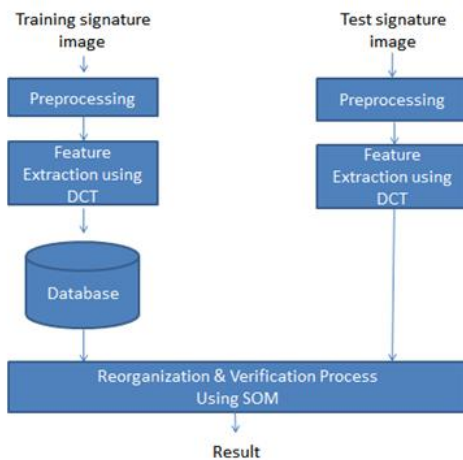 Training signature
image
Preprocessing
Feature
Extraction using
DCT
Database
Test signature
image
Preprocessing
Feature
Extraction using
DCT
Reorganization & Verification Process
Using SOM
Result